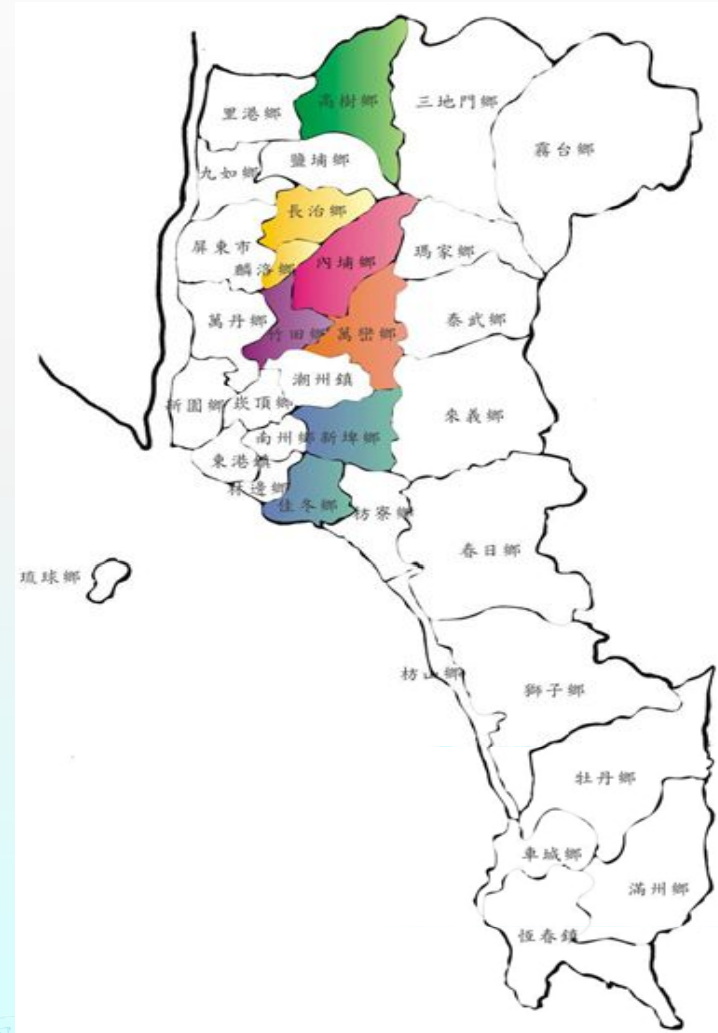 高樹鄉
三地門鄉
里港鄉
霧台鄉
鹽埔鄉
九如鄉
長治鄉
屏東市
瑪家鄉
內埔鄉
麟洛鄉
萬丹鄉
泰武鄉
竹田鄉
萬巒鄉
潮州鎮
新園鄉
崁頂鄉
來義鄉
南州鄉
新埤鄉
東港鎮
林邊鄉
佳冬鄉
枋寮鄉
春日鄉
琉球鄉
枋山鄉
獅子鄉
牡丹鄉
車城鄉
滿州鄉
恆春鎮